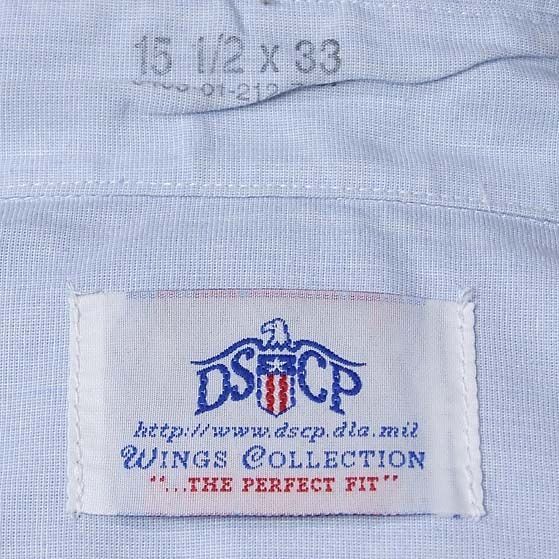 15 1/2 x 33
DSCP
http://www.dscp.dla.mil
WINGS COLLECTION
"...THE PERFECT FIT"